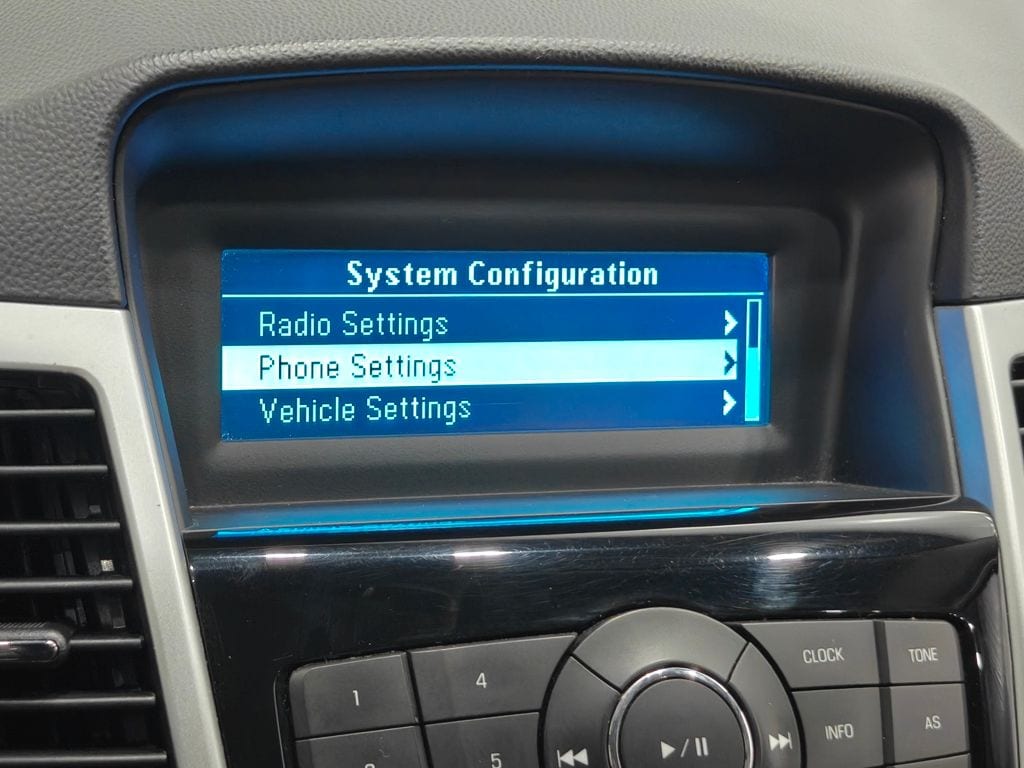 System Configuration
Radio Settings
Phone Settings
Vehicle Settings
1
4
CLOCK
TONE
5
INFO
AS